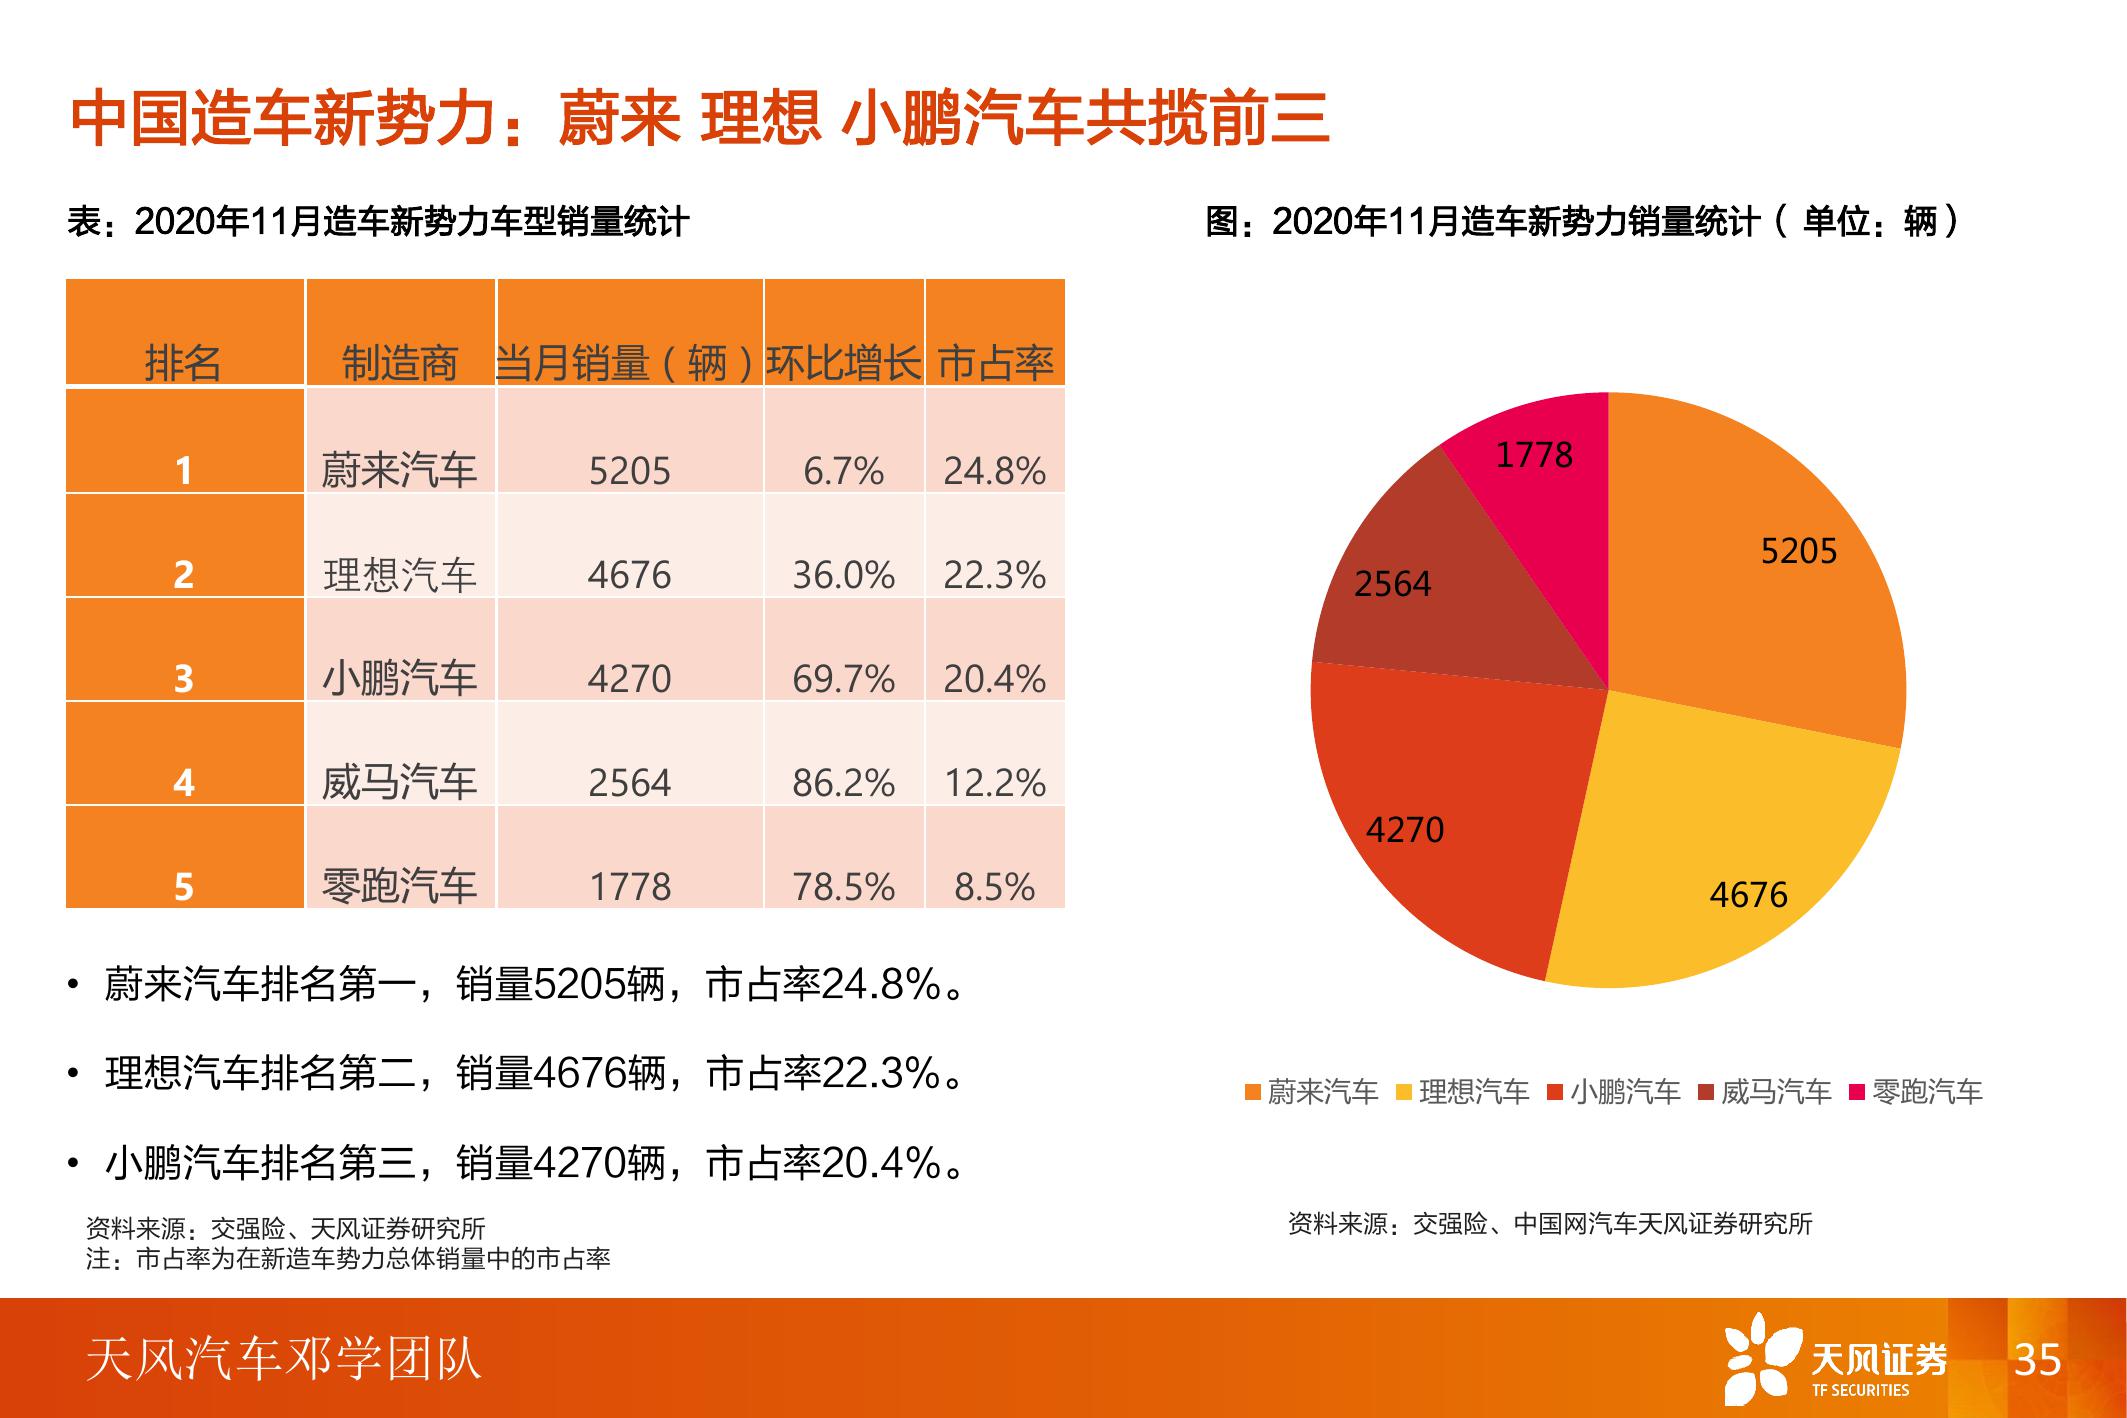 中国造车新势力：蔚来 理想 小鹏汽车共揽前三
表：2020年11月造车新势力车型销量统计
排名 制造商 当月销量（辆） 环比增长 市占率
1 蔚来汽车 5205 6.7% 24.8%
2 理想汽车 4676 36.0% 22.3%
3 小鹏汽车 4270 69.7% 20.4%
4 威马汽车 2564 86.2% 12.2%
5 零跑汽车 1778 78.5% 8.5%
• 蔚来汽车排名第一，销量5205辆，市占率24.8%。
• 理想汽车排名第二，销量4676辆，市占率22.3%。
• 小鹏汽车排名第三，销量4270辆，市占率20.4%。
资料来源：交强险、天风证券研究所
注：市占率为在新造车势力总体销量中的市占率
图：2020年11月造车新势力销量统计（单位：辆）
1778
5205
2564
4270
4676
蔚来汽车 理想汽车 小鹏汽车 威马汽车 零跑汽车
资料来源：交强险、中国网汽车天风证券研究所
天风汽车邓学团队
天风证券
TF SECURITIES
35